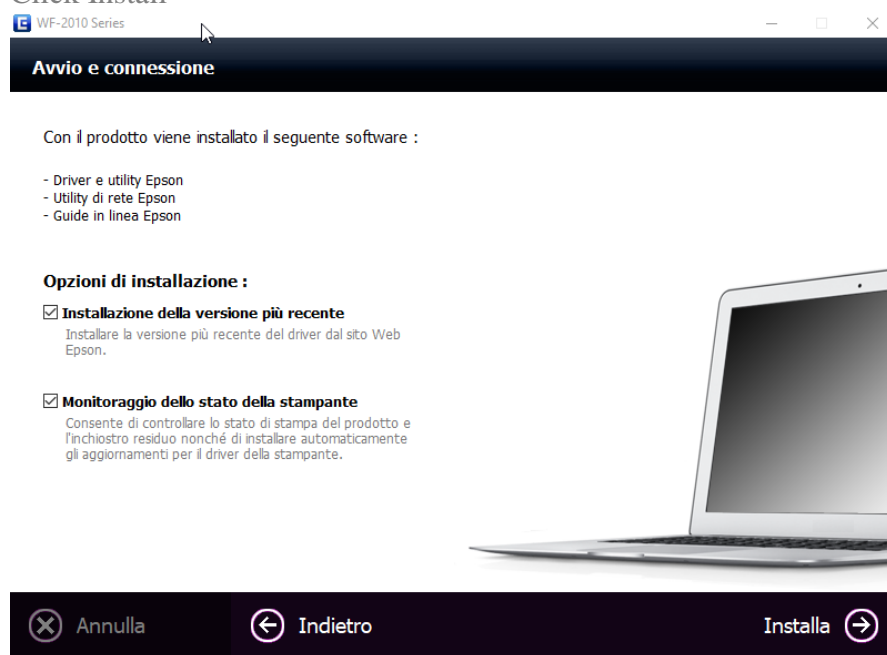 Click Install
WF-2010 Series
Avvio e connessione
Con il prodotto viene installato il seguente software :
- Driver e utility Epson
- Utility di rete Epson
- Guide in linea Epson
Opzioni di installazione :
Installazione della versione più recente
Installare la versione più recente del driver dal sito Web
Epson.
Monitoraggio dello stato della stampante
Consente di controllare lo stato di stampa del prodotto e
l'inchiostro residuo nonché di installare automaticamente
gli aggiornamenti per il driver della stampante.
Annulla
Indietro
Installa